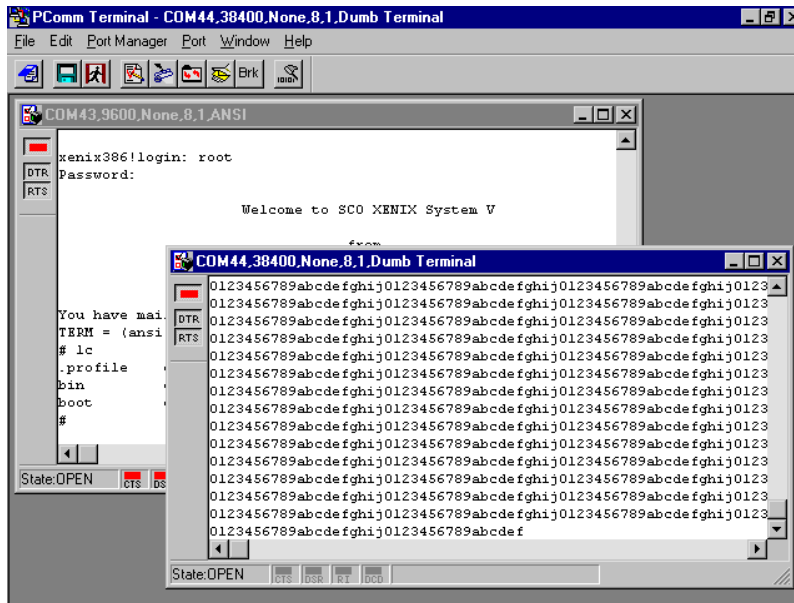 PComm Terminal - COM44,38400,None,8,1,Dumb Terminal
File Edit Port Manager Port Window Help
Brk
COM43,9600,None,8,1,ANSI
DTR
RTS
xenix386!login: root
Password:
Welcome to SCO XENIX System V
from
You have mai
TERM = (ansi
# lc
.profile
bin
boot
#
State:OPEN CTS DS
COM44,38400,None,8,1,Dumb Terminal
DTR
RTS
0123456789abcdefghij0123456789abcdefghij0123456789abcdefghij0123
0123456789abcdefghij0123456789abcdefghij0123456789abcdefghij0123
0123456789abcdefghij0123456789abcdefghij0123456789abcdefghij0123
0123456789abcdefghij0123456789abcdefghij0123456789abcdefghij0123
0123456789abcdefghij0123456789abcdefghij0123456789abcdefghij0123
0123456789abcdefghij0123456789abcdefghij0123456789abcdefghij0123
0123456789abcdefghij0123456789abcdefghij0123456789abcdefghij0123
0123456789abcdefghij0123456789abcdefghij0123456789abcdefghij0123
0123456789abcdefghij0123456789abcdefghij0123456789abcdefghij0123
0123456789abcdefghij0123456789abcdefghij0123456789abcdefghij0123
0123456789abcdefghij0123456789abcdefghij0123456789abcdefghij0123
0123456789abcdefghij0123456789abcdefghij0123456789abcdefghij0123
0123456789abcdefghij0123456789abcdefghij0123456789abcdefghij0123
0123456789abcdefghij0123456789abcdefghij0123456789abcdefghij0123
0123456789abcdefghij0123456789abcdef
State:OPEN CTS DSR RI DCD